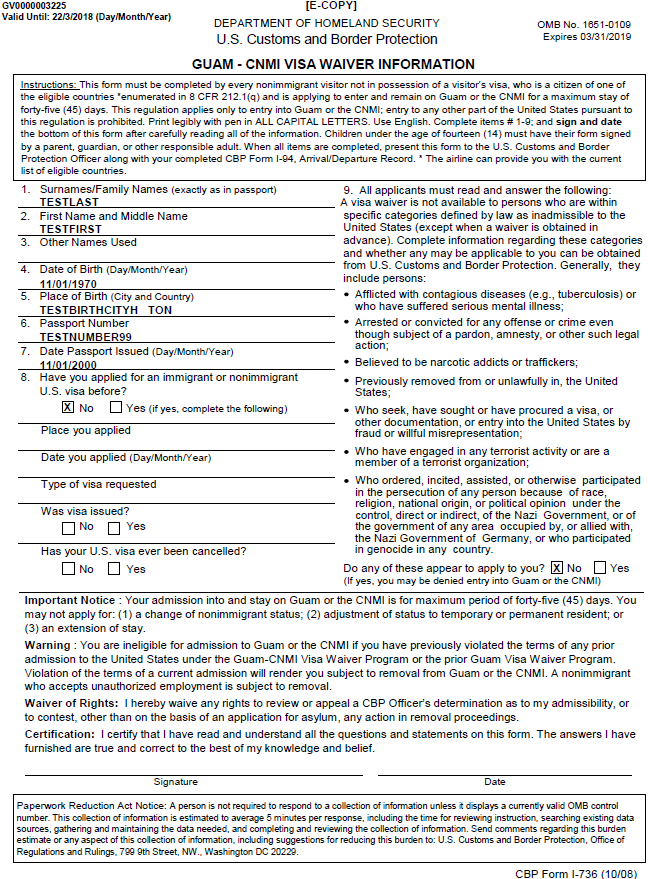 GV0000003225
Valid Until: 22/3/2018 (Day/Month/Year)
[E-COPY]
DEPARTMENT OF HOMELAND SECURITY
U.S. Customs and Border Protection
OMB No. 1651-0109
Expires 03/31/2019
GUAM - CNMI VISA WAIVER INFORMATION
Instructions: This form must be completed by every nonimmigrant visitor not in possession of a visitor's visa, who is a citizen of one of
the eligible countries *enumerated in 8 CFR 212.1(q) and is applying to enter and remain on Guam or the CNMI for a maximum stay of
forty-five (45) days. This regulation applies only to entry into Guam or the CNMI; entry to any other part of the United States pursuant to
this regulation is prohibited. Print legibly with pen in ALL CAPITAL LETTERS. Use English. Complete items # 1-9; and sign and date
the bottom of this form after carefully reading all of the information. Children under the age of fourteen (14) must have their form signed
by a parent, guardian, or other responsible adult. When all items are completed, present this form to the U.S. Customs and Border
Protection Officer along with your completed CBP Form I-94, Arrival/Departure Record. * The airline can provide you with the current
list of eligible countries.
1. Surnames/Family Names (exactly as in passport)
TESTLAST
2. First Name and Middle Name
TESTFIRST
3. Other Names Used
4. Date of Birth (Day/Month/Year)
11/01/1970
5. Place of Birth (City and Country)
TESTBIRTHCITYH TON
6. Passport Number
TESTNUMBER99
7. Date Passport Issued (Day/Month/Year)
11/01/2000
8. Have you applied for an immigrant or nonimmigrant
U.S. visa before?
X No Yes (if yes, complete the following)
Place you applied
Date you applied (Day/Month/Year)
Type of visa requested
Was visa issued?
No Yes
Has your U.S. visa ever been cancelled?
No Yes
9. All applicants must read and answer the following:
A visa waiver is not available to persons who are within
specific categories defined by law as inadmissible to the
United States (except when a waiver is obtained in
advance). Complete information regarding these categories
and whether any may be applicable to you can be obtained
from U.S. Customs and Border Protection. Generally, they
include persons:
• Afflicted with contagious diseases (e.g., tuberculosis) or
who have suffered serious mental illness;
• Arrested or convicted for any offense or crime even
though subject of a pardon, amnesty, or other such legal
action;
• Believed to be narcotic addicts or traffickers;
• Previously removed from or unlawfully in, the United
States;
• Who seek, have sought or have procured a visa, or
other documentation, or entry into the United States by
fraud or willful misrepresentation;
• Who have engaged in any terrorist activity or are a
member of a terrorist organization;
• Who ordered, incited, assisted, or otherwise participated
in the persecution of any person because of race,
religion, national origin, or political opinion under the
control, direct or indirect, of the Nazi Government, or of
the government of any area occupied by, or allied with,
the Nazi Government of Germany, or who participated
in genocide in any country.
Do any of these appear to apply to you? X No Yes
(If yes, you may be denied entry into Guam or the CNMI)
Important Notice : Your admission into and stay on Guam or the CNMI is for maximum period of forty-five (45) days. You
may not apply for: (1) a change of nonimmigrant status; (2) adjustment of status to temporary or permanent resident; or
(3) an extension of stay.
Warning : You are ineligible for admission to Guam or the CNMI if you have previously violated the terms of any prior
admission to the United States under the Guam-CNMI Visa Waiver Program or the prior Guam Visa Waiver Program.
Violation of the terms of a current admission will render you subject to removal from Guam or the CNMI. A nonimmigrant
who accepts unauthorized employment is subject to removal.
Waiver of Rights: I hereby waive any rights to review or appeal a CBP Officer's determination as to my admissibility, or
to contest, other than on the basis of an application for asylum, any action in removal proceedings.
Certification: I certify that I have read and understand all the questions and statements on this form. The answers I have
furnished are true and correct to the best of my knowledge and belief.
Signature
Date
Paperwork Reduction Act Notice: A person is not required to respond to a collection of information unless it displays a currently valid OMB control
number. This collection of information is estimated to average 5 minutes per response, including the time for reviewing instruction, searching existing data
sources, gathering and maintaining the data needed, and completing and reviewing the collection of information. Send comments regarding this burden
estimate or any aspect of this collection of information, including suggestions for reducing this burden to: U.S. Customs and Border Protection, Office of
Regulations and Rulings, 799 9th Street, NW., Washington DC 20229.
CBP Form I-736 (10/08)